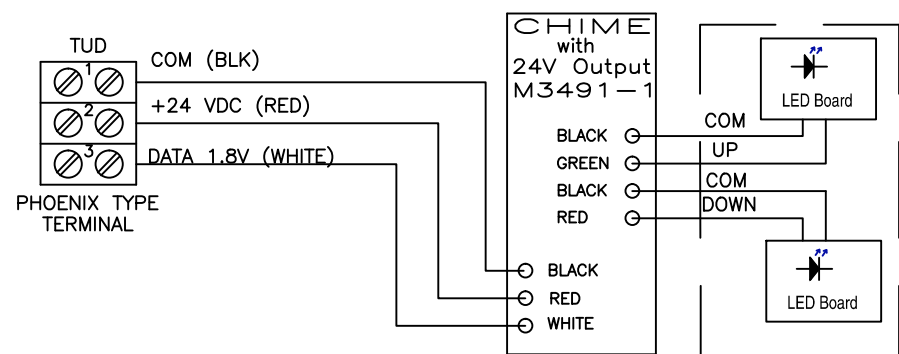 TUD
1
2
3
COM (BLK)
+24 VDC (RED)
DATA 1.8V (WHITE)
PHOENIX TYPE
TERMINAL
CHIME
with
24V Output
M3491-1
BLACK
GREEN
BLACK
RED
BLACK
RED
WHITE
COM
UP
COM
DOWN
LED Board
LED Board